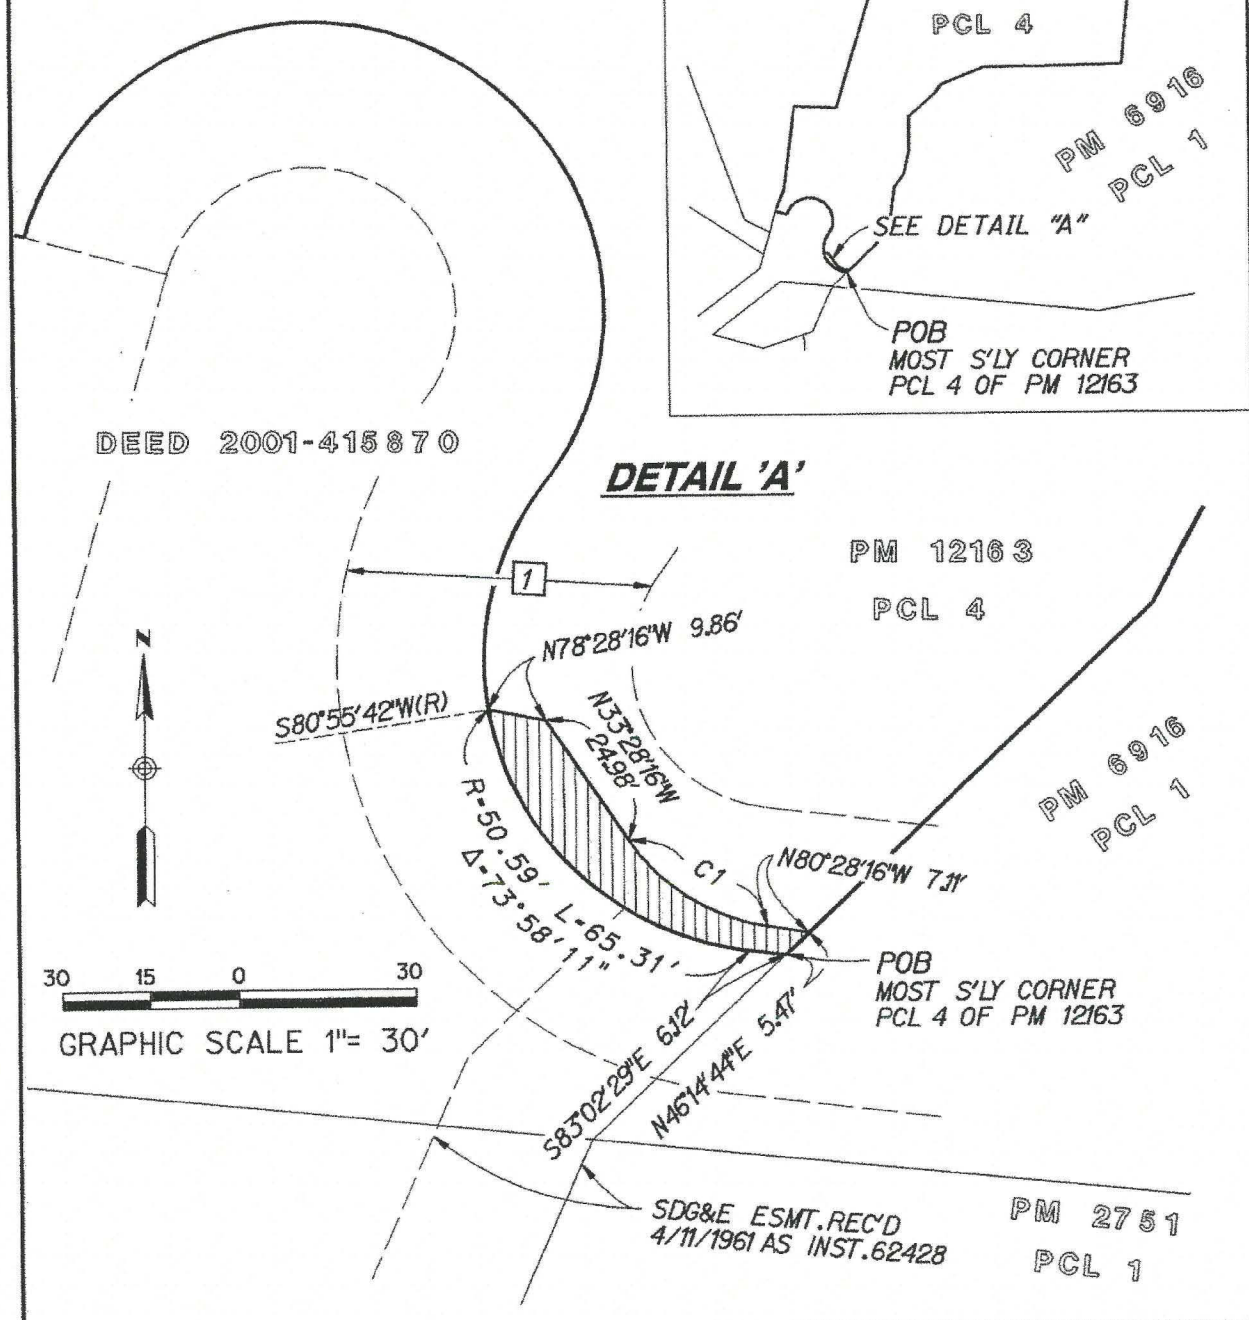 PCL 4
PM 6916
PCL 1
SEE DETAIL "A"
POB
MOST S'LY CORNER
PCL 4 OF PM 12163
DEED 2001-415870
DETAIL 'A'
PM 12163
PCL 4
1
N
N78°28'16"W 9.86'
S80°55'42"W(R)
N33°28'16"W
24.98'
PM 6916
PCL 1
R=50.59' L=65.31'
Δ=73°58'11"
C1
N80°28'16"W 7.11'
POB
MOST S'LY CORNER
PCL 4 OF PM 12163
30 15 0 30
GRAPHIC SCALE 1"= 30'
S83°02'29"E 6.12'
N46°14'44"E 5.47'
SDG&E ESMT.REC'D
4/11/1961 AS INST.62428
PM 2751
PCL 1